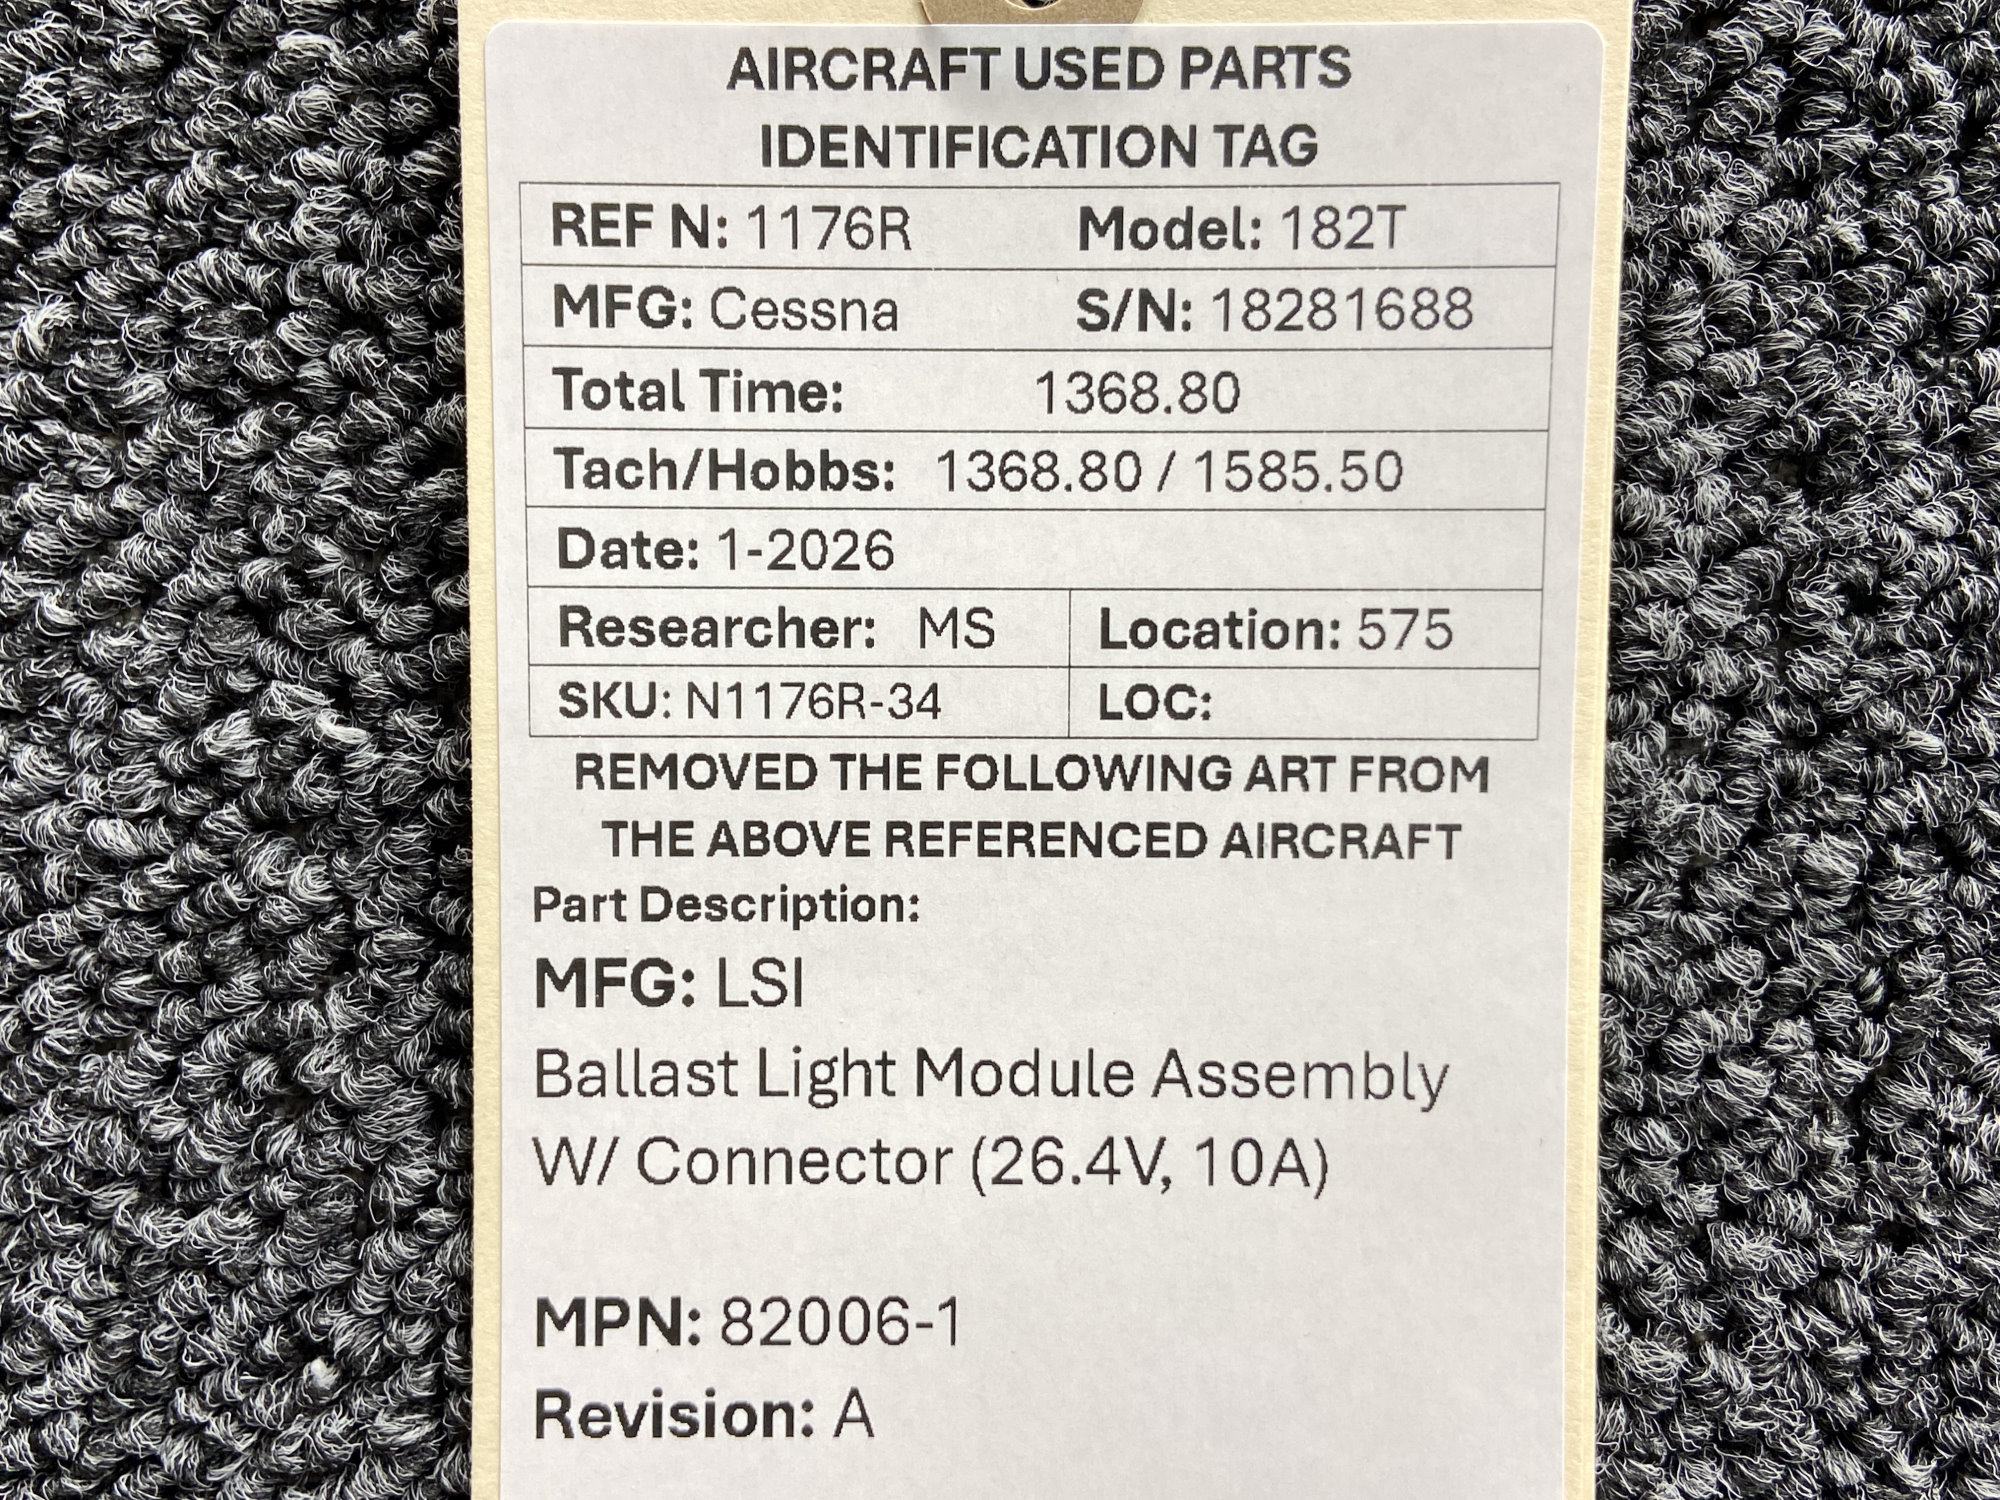 AIRCRAFT USED PARTS
IDENTIFICATION TAG
REF N: 1176R Model: 182T
MFG: Cessna S/N: 18281688
Total Time: 1368.80
Tach/Hobbs: 1368.80 / 1585.50
Date: 1-2026
Researcher: MS Location: 575
SKU: N1176R-34 LOC:
REMOVED THE FOLLOWING ART FROM
THE ABOVE REFERENCED AIRCRAFT
Part Description:
MFG: LSI
Ballast Light Module Assembly
W/ Connector (26.4V, 10A)
MPN: 82006-1
Revision: A